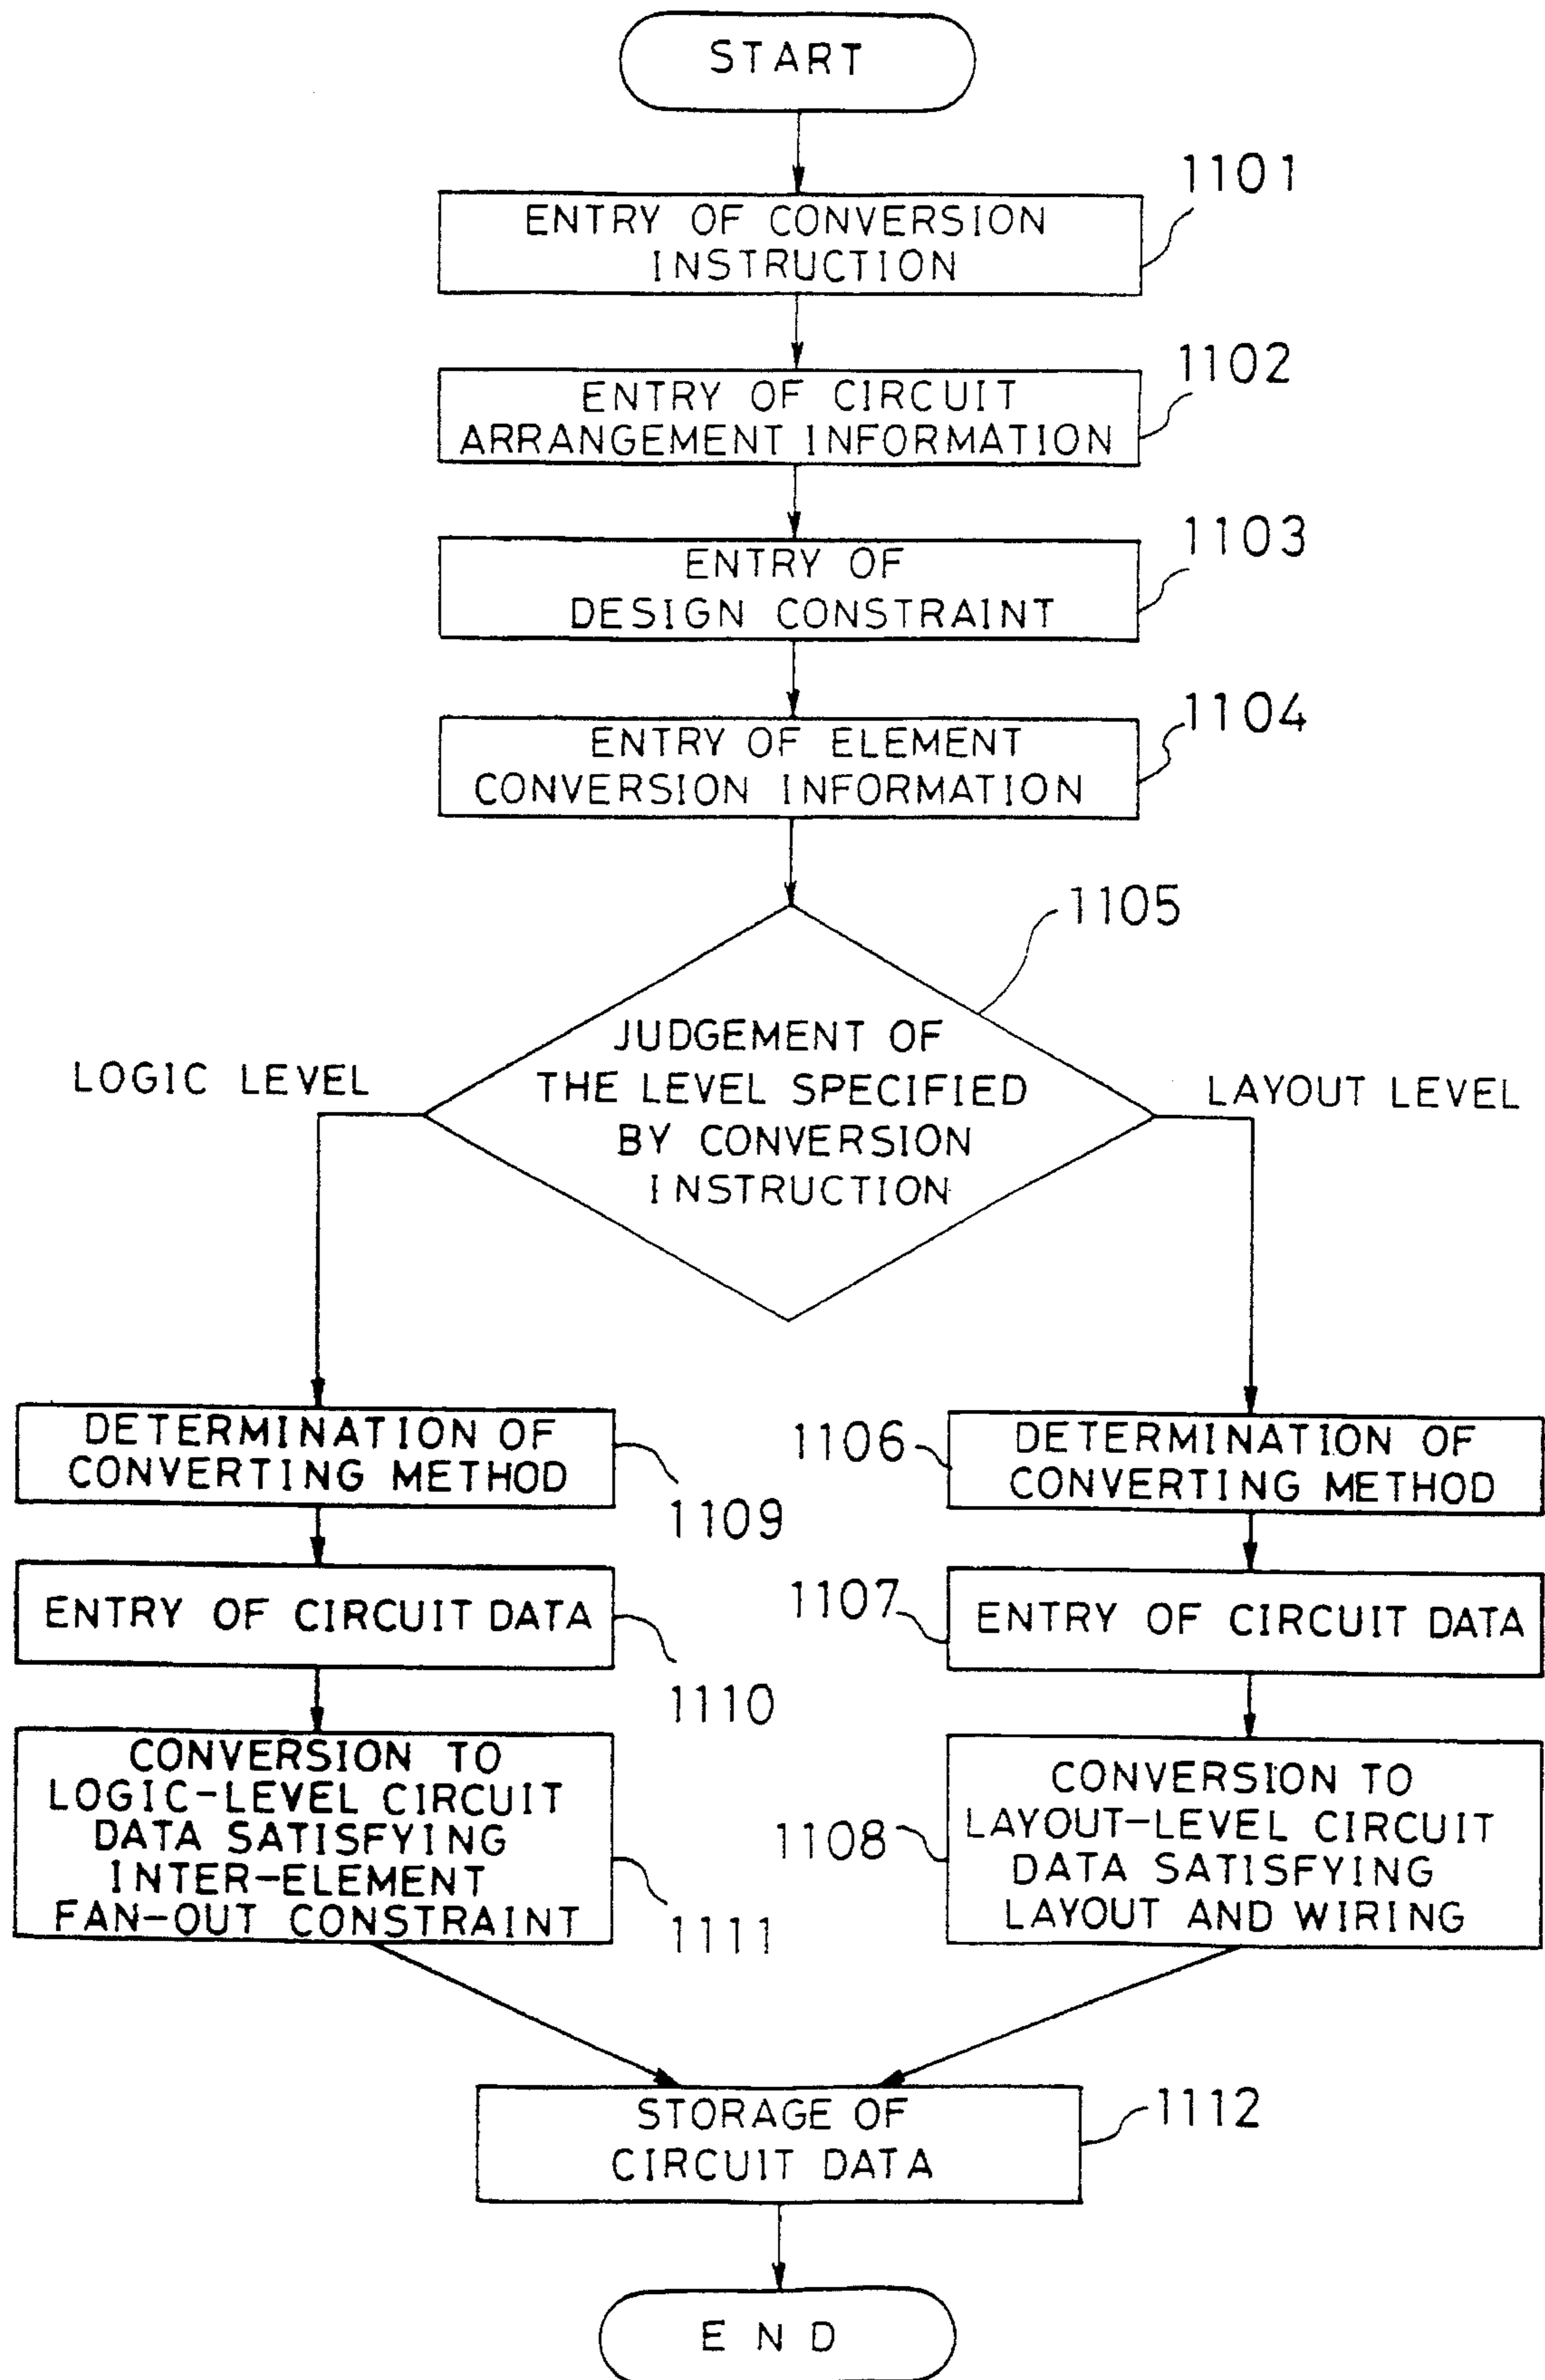 START
1101
ENTRY OF CONVERSION
INSTRUCTION
1102
ENTRY OF CIRCUIT
ARRANGEMENT INFORMATION
1103
ENTRY OF
DESIGN CONSTRAINT
1104
ENTRY OF ELEMENT
CONVERSION INFORMATION
1105
JUDGEMENT OF
THE LEVEL SPECIFIED
BY CONVERSION
INSTRUCTION
LOGIC LEVEL
LAYOUT LEVEL
DETERMINATION OF
CONVERTING METHOD
1109
ENTRY OF CIRCUIT DATA
1110
CONVERSION TO
LOGIC-LEVEL CIRCUIT
DATA SATISFYING
INTER-ELEMENT
FAN-OUT CONSTRAINT
1111
1106
DETERMINATION OF
CONVERTING METHOD
1107
ENTRY OF CIRCUIT DATA
1108
CONVERSION TO
LAYOUT-LEVEL CIRCUIT
DATA SATISFYING
LAYOUT AND WIRING
STORAGE OF
CIRCUIT DATA
1112
END